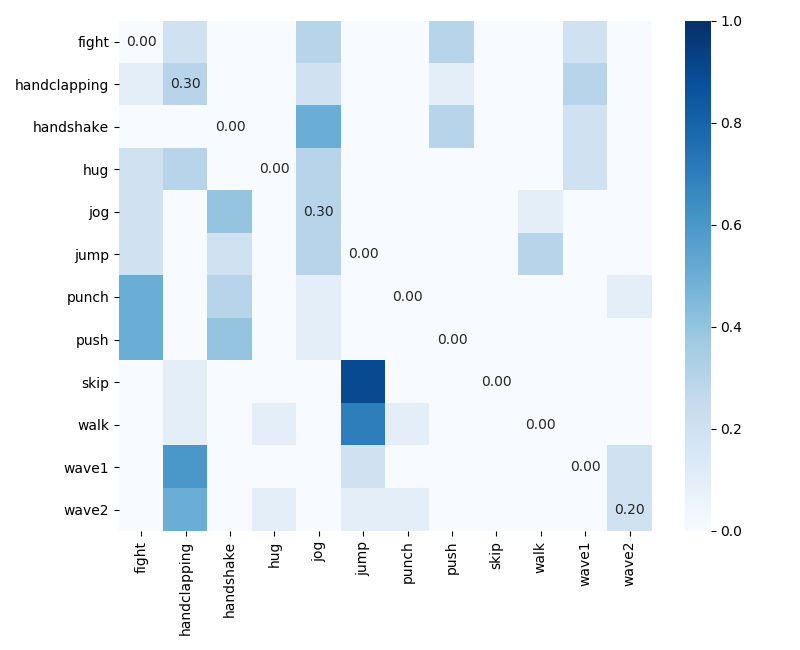 fight 0.00 1.0
handclapping 0.30
handshake 0.00 0.8
hug 0.00
jog 0.30 0.6
jump 0.00
punch 0.00 0.4
push 0.00
skip 0.00
walk 0.00 0.2
wave1 0.00
wave2 0.20 0.0
fight handclapping handshake hug jog jump punch push skip walk wave1 wave2